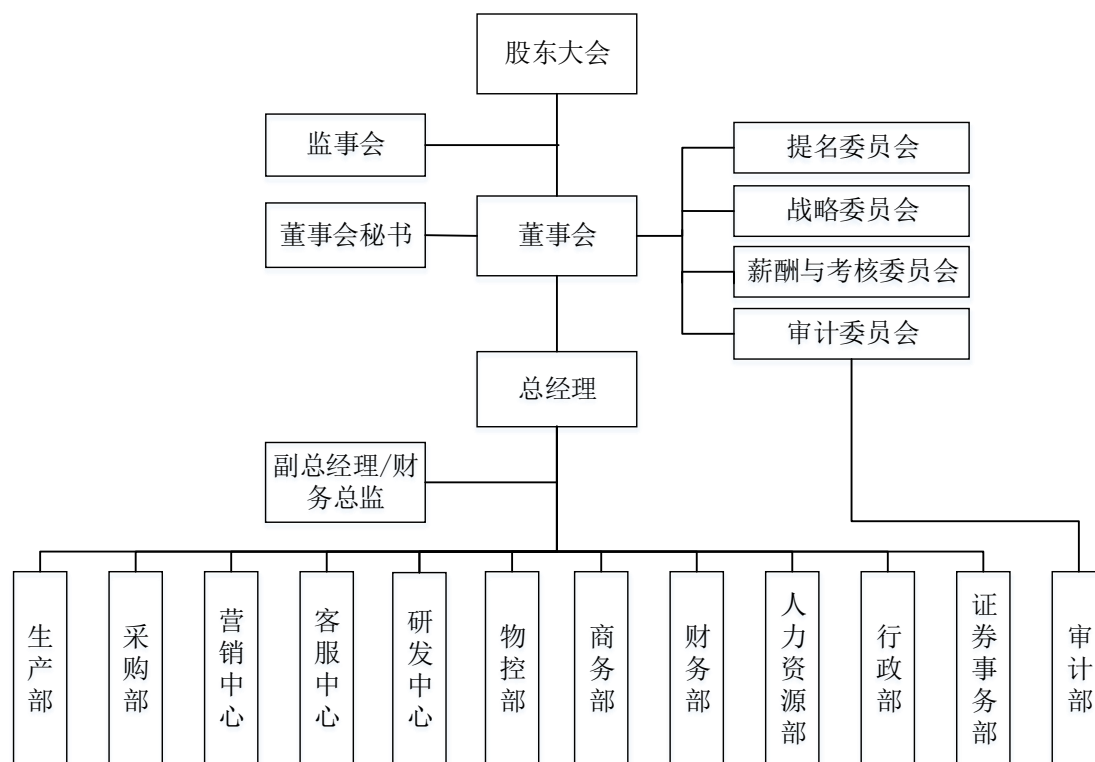 股东大会
监事会
提名委员会
战略委员会
董事会秘书
董事会
薪酬与考核委员会
审计委员会
总经理
副总经理/财
务总监
生产部
采购部
营销中心
客服中心
研发中心
物控部
商务部
财务部
人力资源部
行政部
证券事务部
审计部